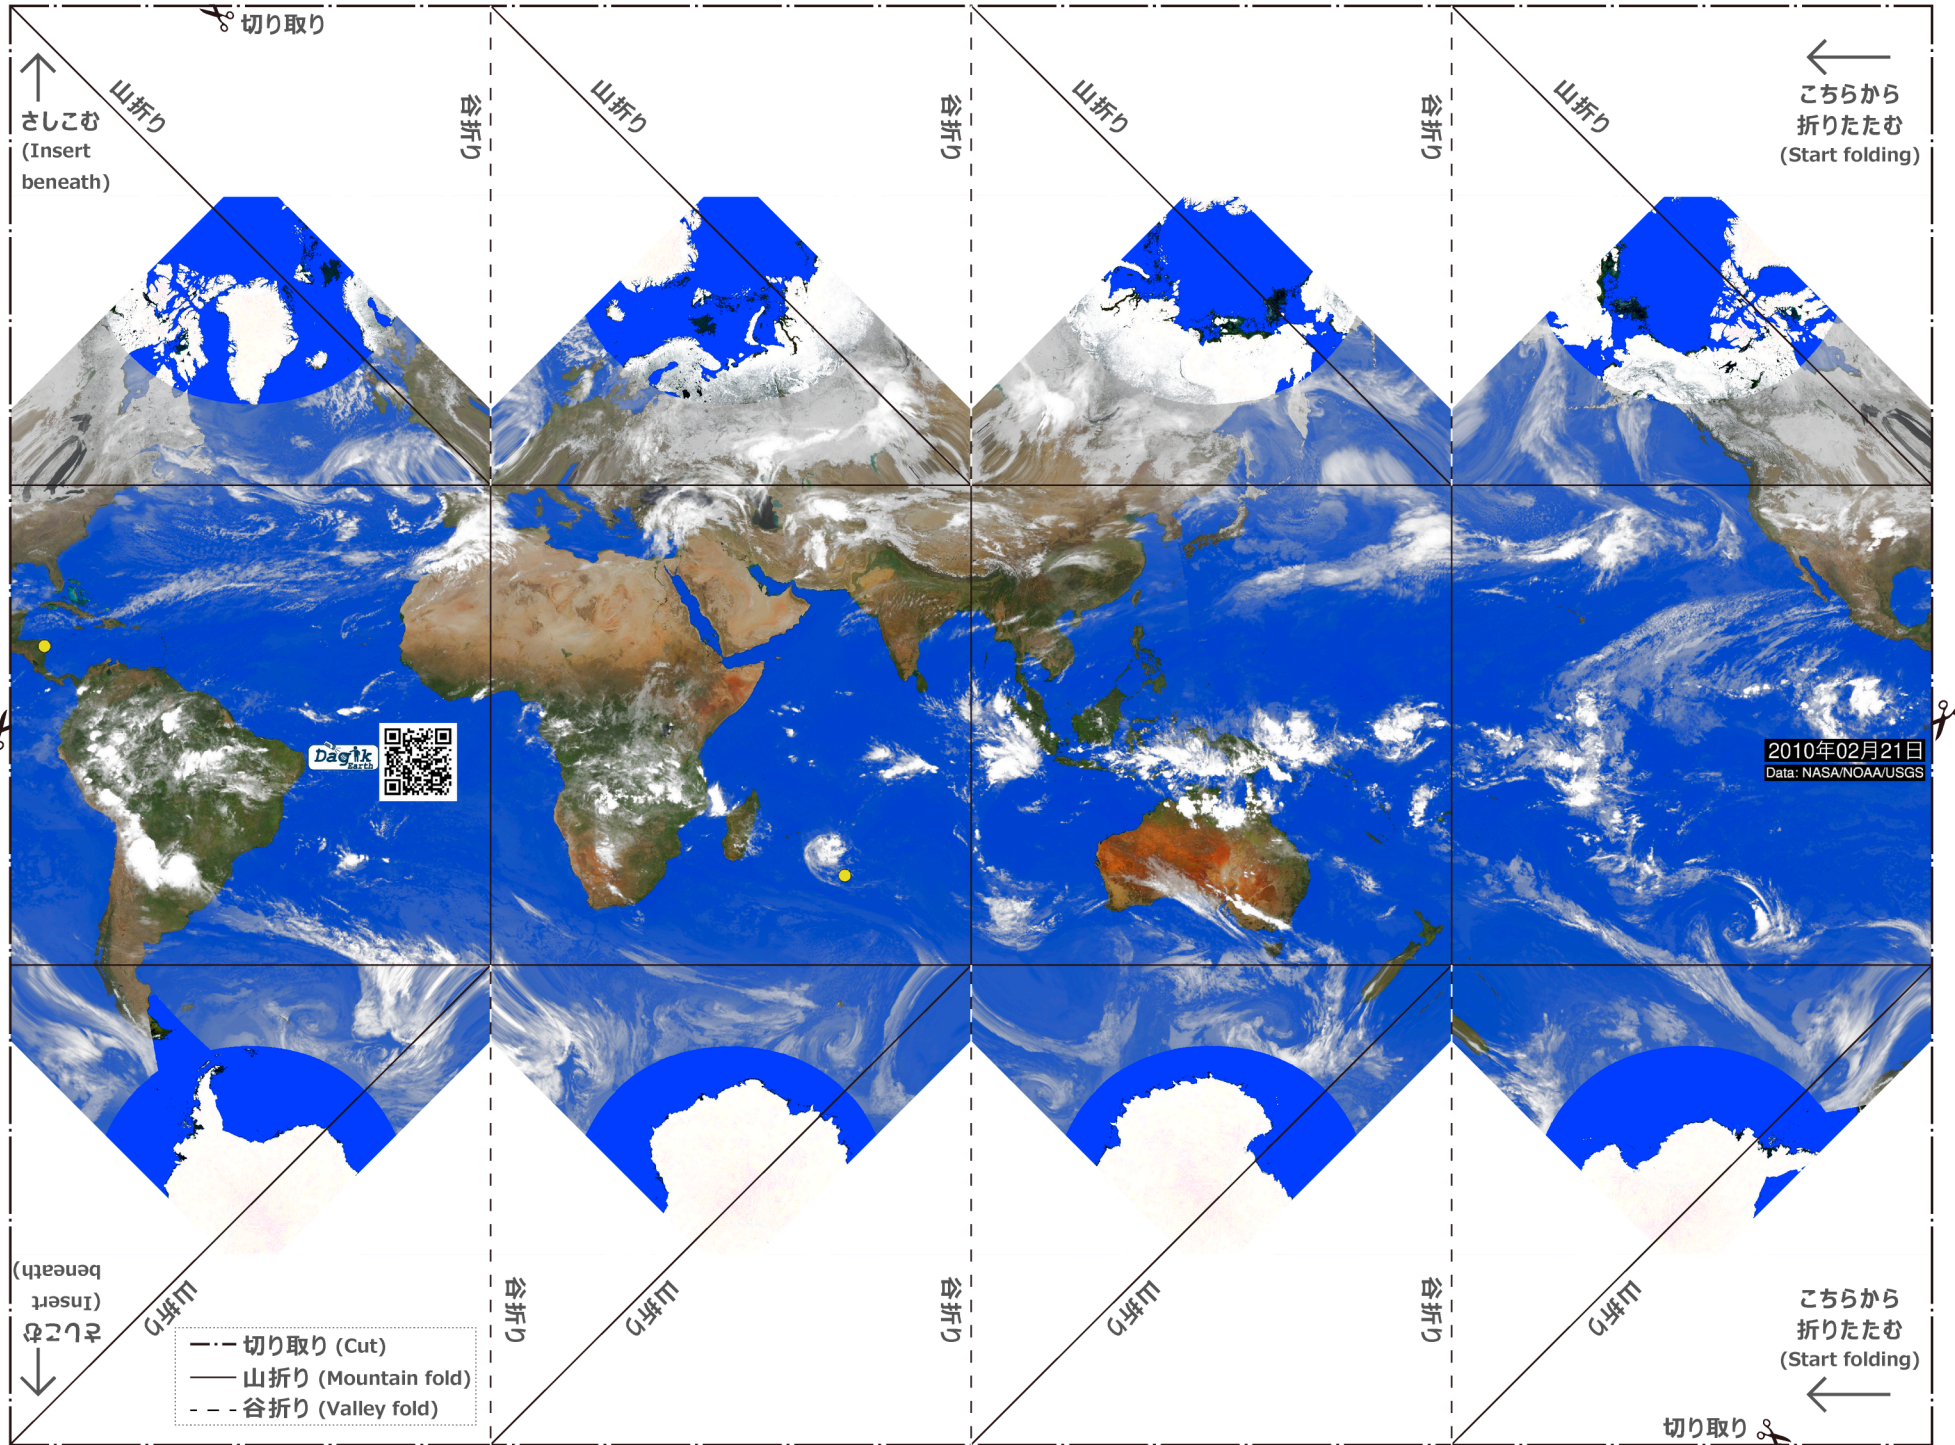 切り取り
さしこむ
(Insert
beneath)
山折り
谷折り
山折り
谷折り
山折り
谷折り
山折り
こちらから
折りたたむ
(Start folding)
Dagik
Earth
2010年02月21日
Data: NASA/NOAA/USGS
さしこむ
(Insert
beneath)
山折り
谷折り
山折り
谷折り
山折り
谷折り
山折り
こちらから
折りたたむ
(Start folding)
切り取り (Cut)
山折り (Mountain fold)
谷折り (Valley fold)
切り取り